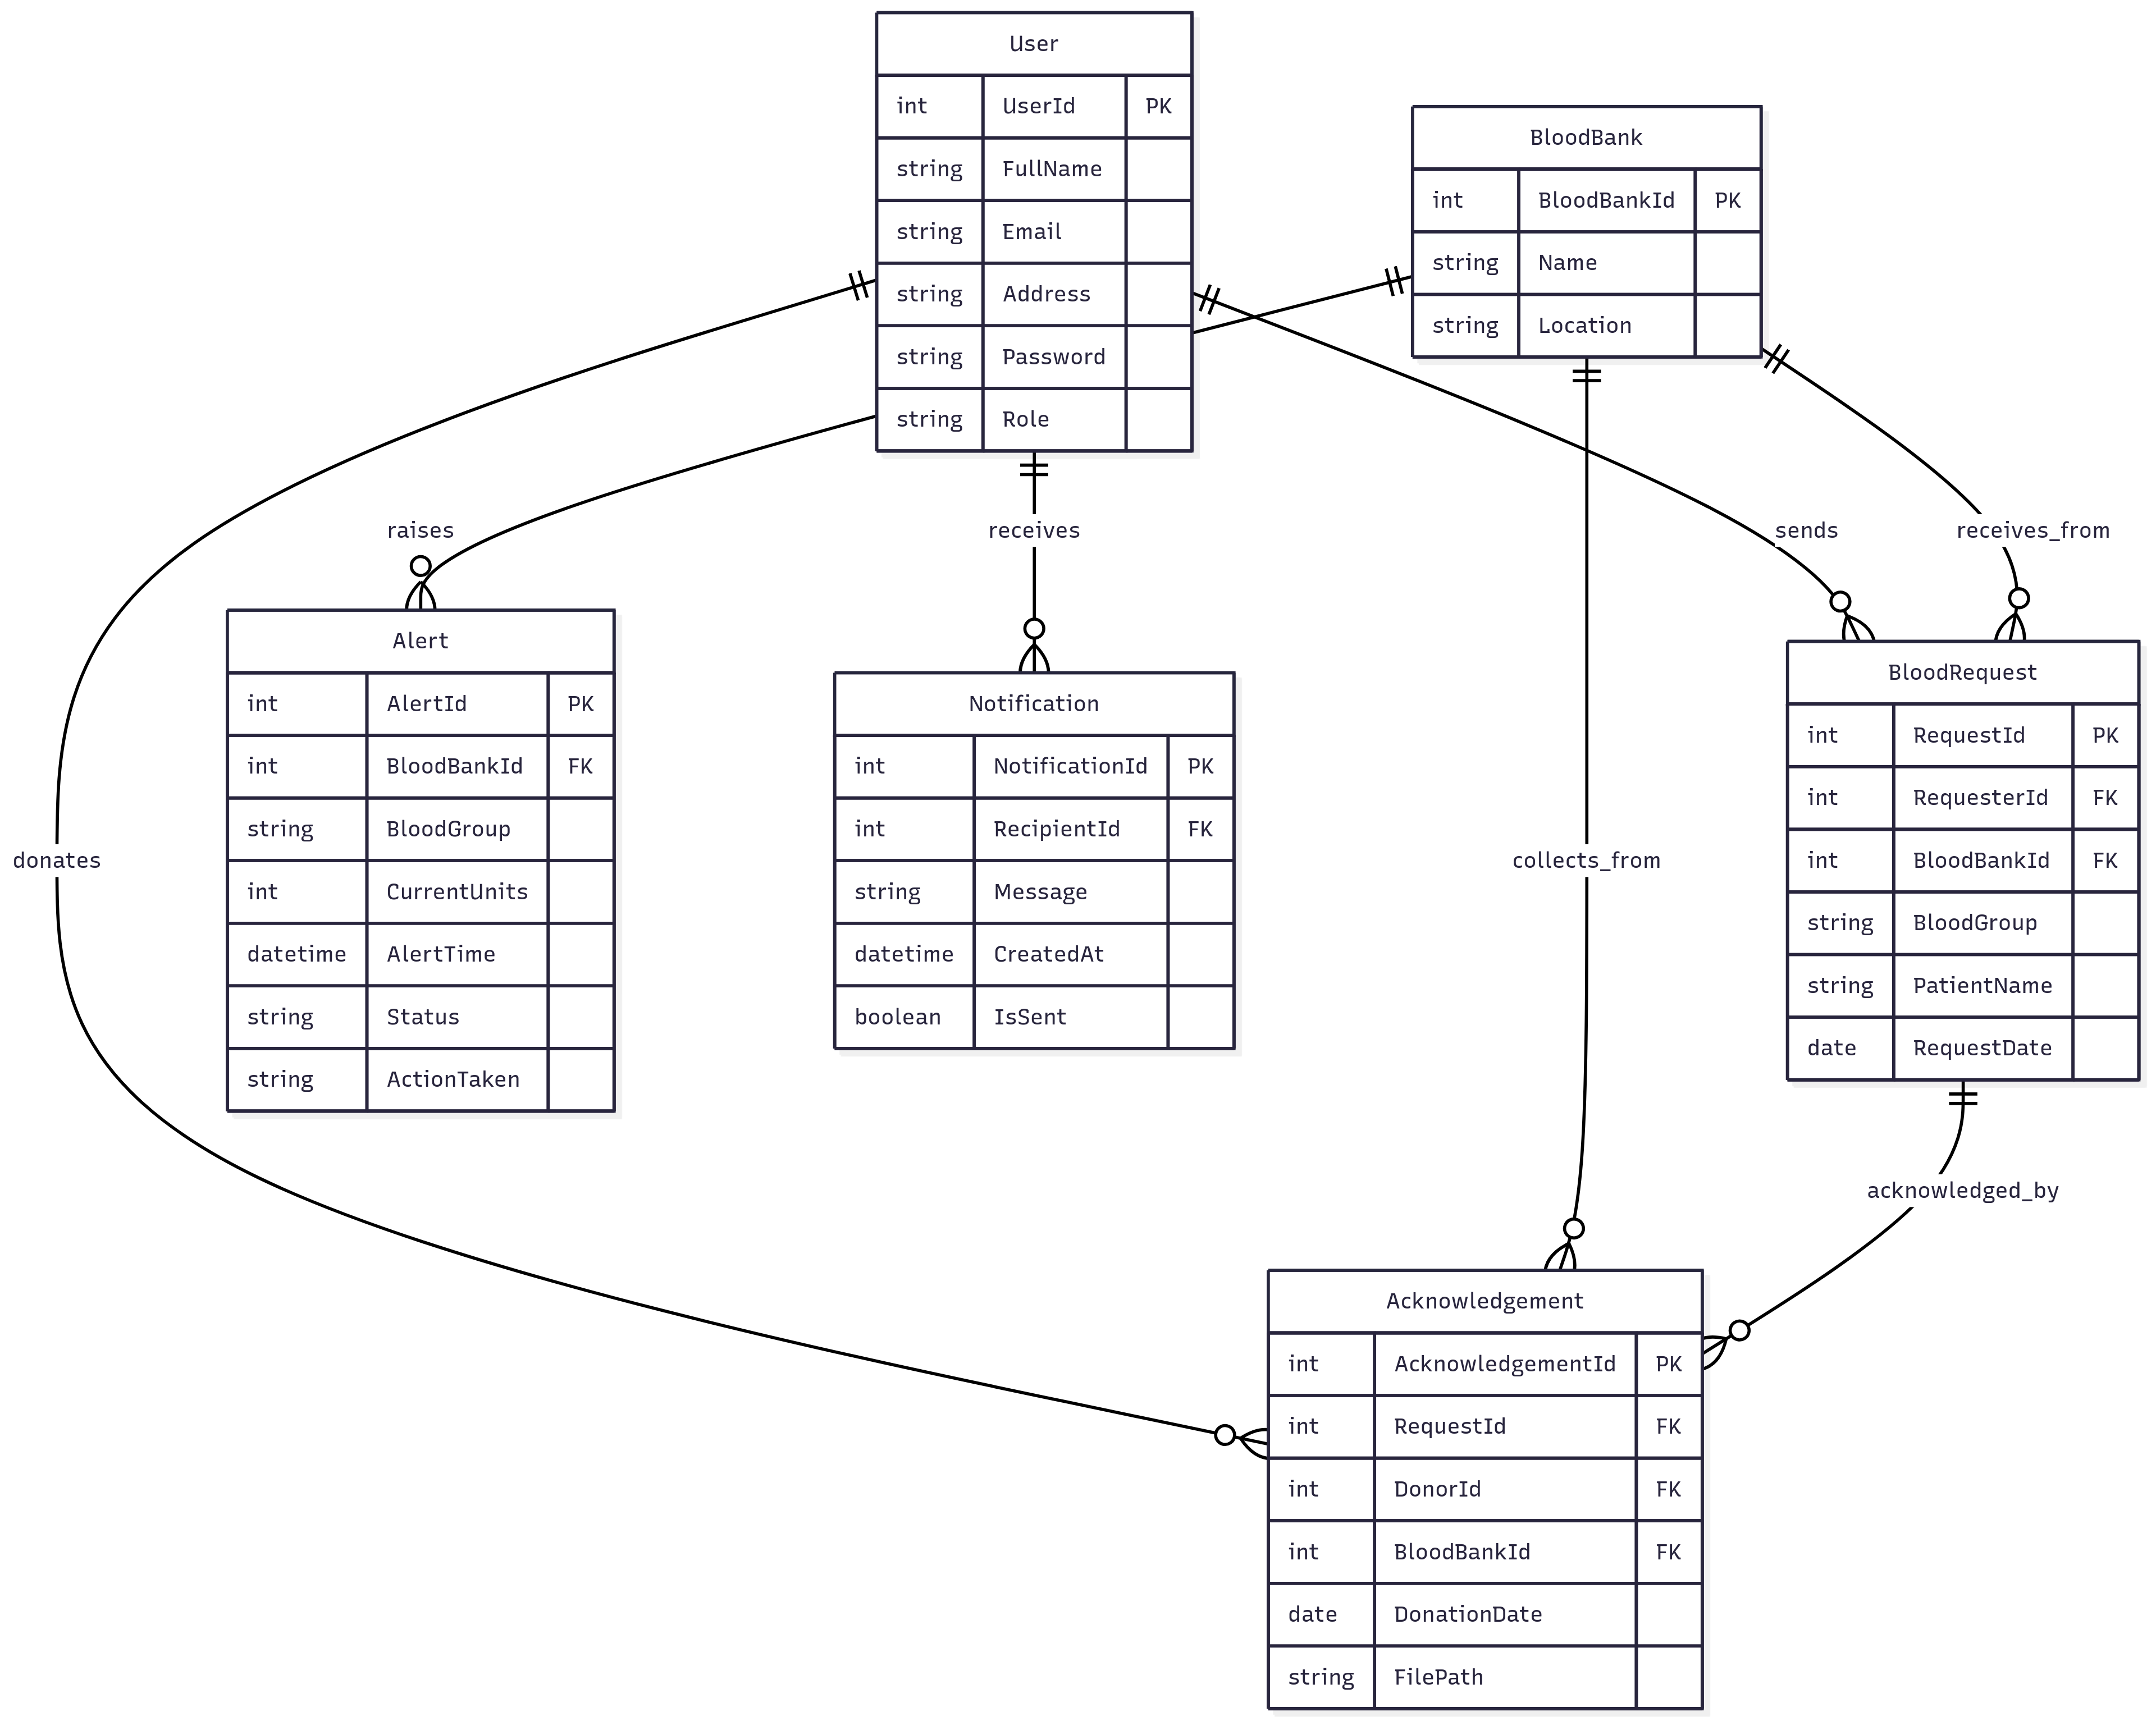 User
int UserId PK
string FullName
string Email
string Address
string Password
string Role
BloodBank
int BloodBankId PK
string Name
string Location
raises
receives
sends
receives_from
Alert
int AlertId PK
int BloodBankId FK
string BloodGroup
int CurrentUnits
datetime AlertTime
string Status
string ActionTaken
Notification
int NotificationId PK
int RecipientId FK
string Message
datetime CreatedAt
boolean IsSent
BloodRequest
int RequestId PK
int RequesterId FK
int BloodBankId FK
string BloodGroup
string PatientName
date RequestDate
donates
collects_from
acknowledged_by
Acknowledgement
int AcknowledgementId PK
int RequestId FK
int DonorId FK
int BloodBankId FK
date DonationDate
string FilePath